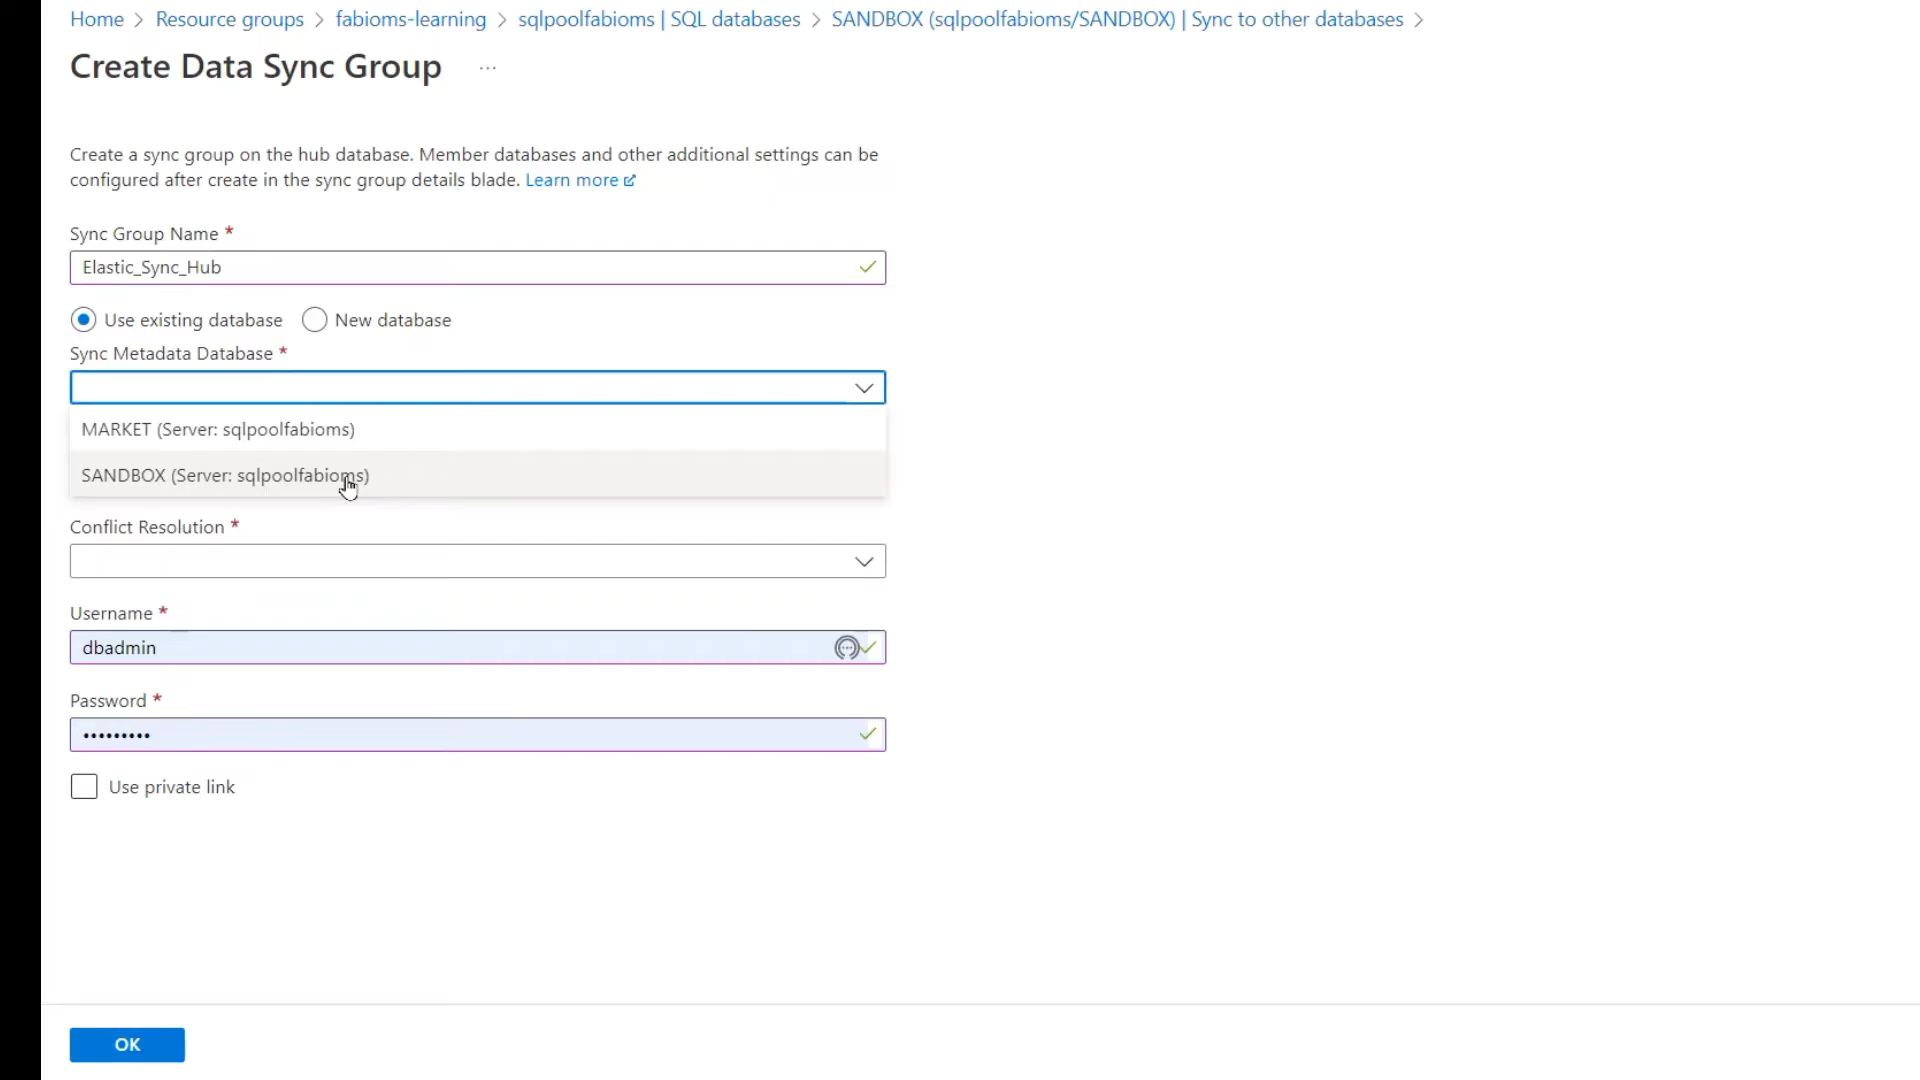 Home > Resource groups > fabioms-learning > sqlpoolfabioms | SQL databases > SANDBOX (sqlpoolfabioms/SANDBOX) | Sync to other databases >
Create Data Sync Group ...
Create a sync group on the hub database. Member databases and other additional settings can be
configured after create in the sync group details blade. Learn more
Sync Group Name *
Elastic_Sync_Hub
Use existing database New database
Sync Metadata Database *
MARKET (Server: sqlpoolfabioms)
SANDBOX (Server: sqlpoolfabioms)
Conflict Resolution *
Username *
dbadmin
Password *
•••••••••
Use private link
OK